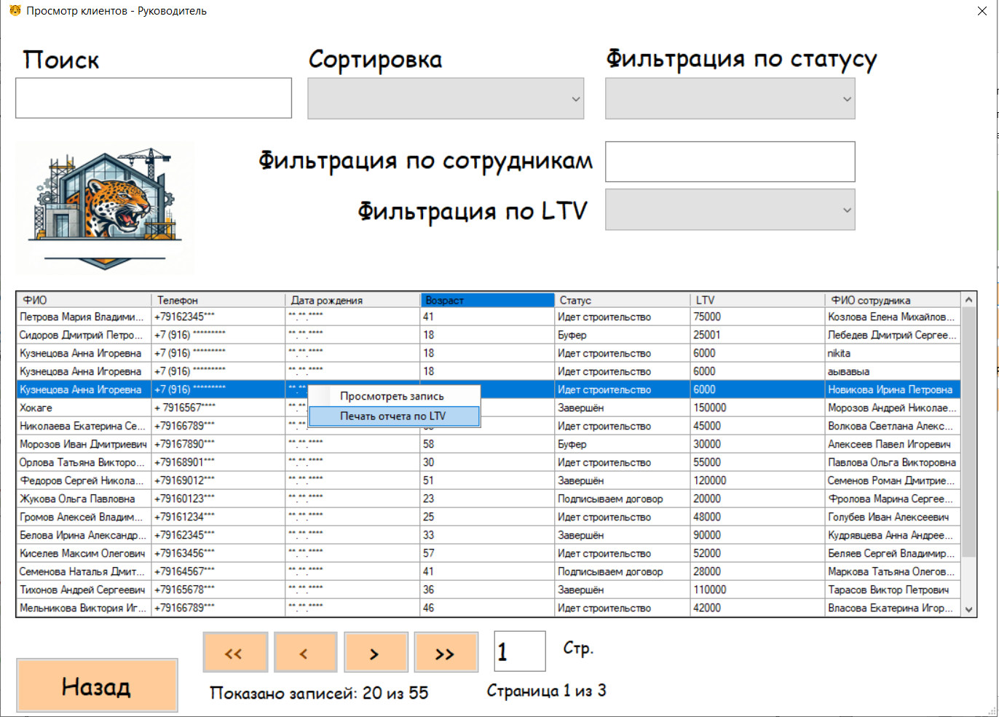 Просмотр клиентов - Руководитель
Поиск
Сортировка
Фильтрация по статусу
Фильтрация по сотрудникам
Фильтрация по LTV
ФИО Телефон Дата рождения Возраст Статус LTV ФИО сотрудника
Петрова Мария Владими... +79162345*** **.**.**** 41 Идет строительство 75000 Козлова Елена Михайлов...
Сидоров Дмитрий Петро... +7 (916) ********* **.**.**** 18 Буфер 25001 Лебедев Дмитрий Сергее...
Кузнецова Анна Игоревна +7 (916) ********* **.**.**** 18 Идет строительство 6000 nikita
Кузнецова Анна Игоревна +7 (916) ********* **.**.**** 18 Идет строительство 6000 аывавыа
Кузнецова Анна Игоревна +7 (916) ********* **.** Идет строительство 6000 Новикова Ирина Петровна
Просмотреть запись
Печать отчета по LTV
Хокаге + 7916567**** **.** Завершён 150000 Морозов Андрей Николае...
Николаева Екатерина Се... +79166789*** **.** Идет строительство 45000 Волкова Светлана Алекс...
Морозов Иван Дмитриевич +79167890*** **.**.**** 58 Буфер 30000 Алексеев Павел Игоревич
Орлова Татьяна Викторо... +79168901*** **.**.**** 30 Идет строительство 55000 Павлова Ольга Викторовна
Федоров Сергей Никола... +79169012*** **.**.**** 51 Завершён 120000 Семенов Роман Дмитрие...
Жукова Ольга Павловна +79160123*** **.**.**** 23 Подписываем договор 20000 Фролова Марина Сергее...
Громов Алексей Владим... +79161234*** **.**.**** 25 Идет строительство 48000 Голубев Иван Алексеевич
Белова Ирина Александр... +79162345*** **.**.**** 33 Завершён 90000 Кудрявцева Анна Андрее...
Киселев Максим Олегович +79163456*** **.**.**** 57 Идет строительство 52000 Беляев Сергей Владимир...
Семенова Наталья Дмит... +79164567*** **.**.**** 41 Подписываем договор 28000 Маркова Татьяна Олегов...
Тихонов Андрей Сергеевич +79165678*** **.**.**** 36 Завершён 110000 Тарасов Виктор Петрович
Мельникова Виктория Иг... +79166789*** **.**.**** 46 Идет строительство 42000 Власова Екатерина Игор...
<< < > >> 1 Стр.
Назад
Показано записей: 20 из 55
Страница 1 из 3